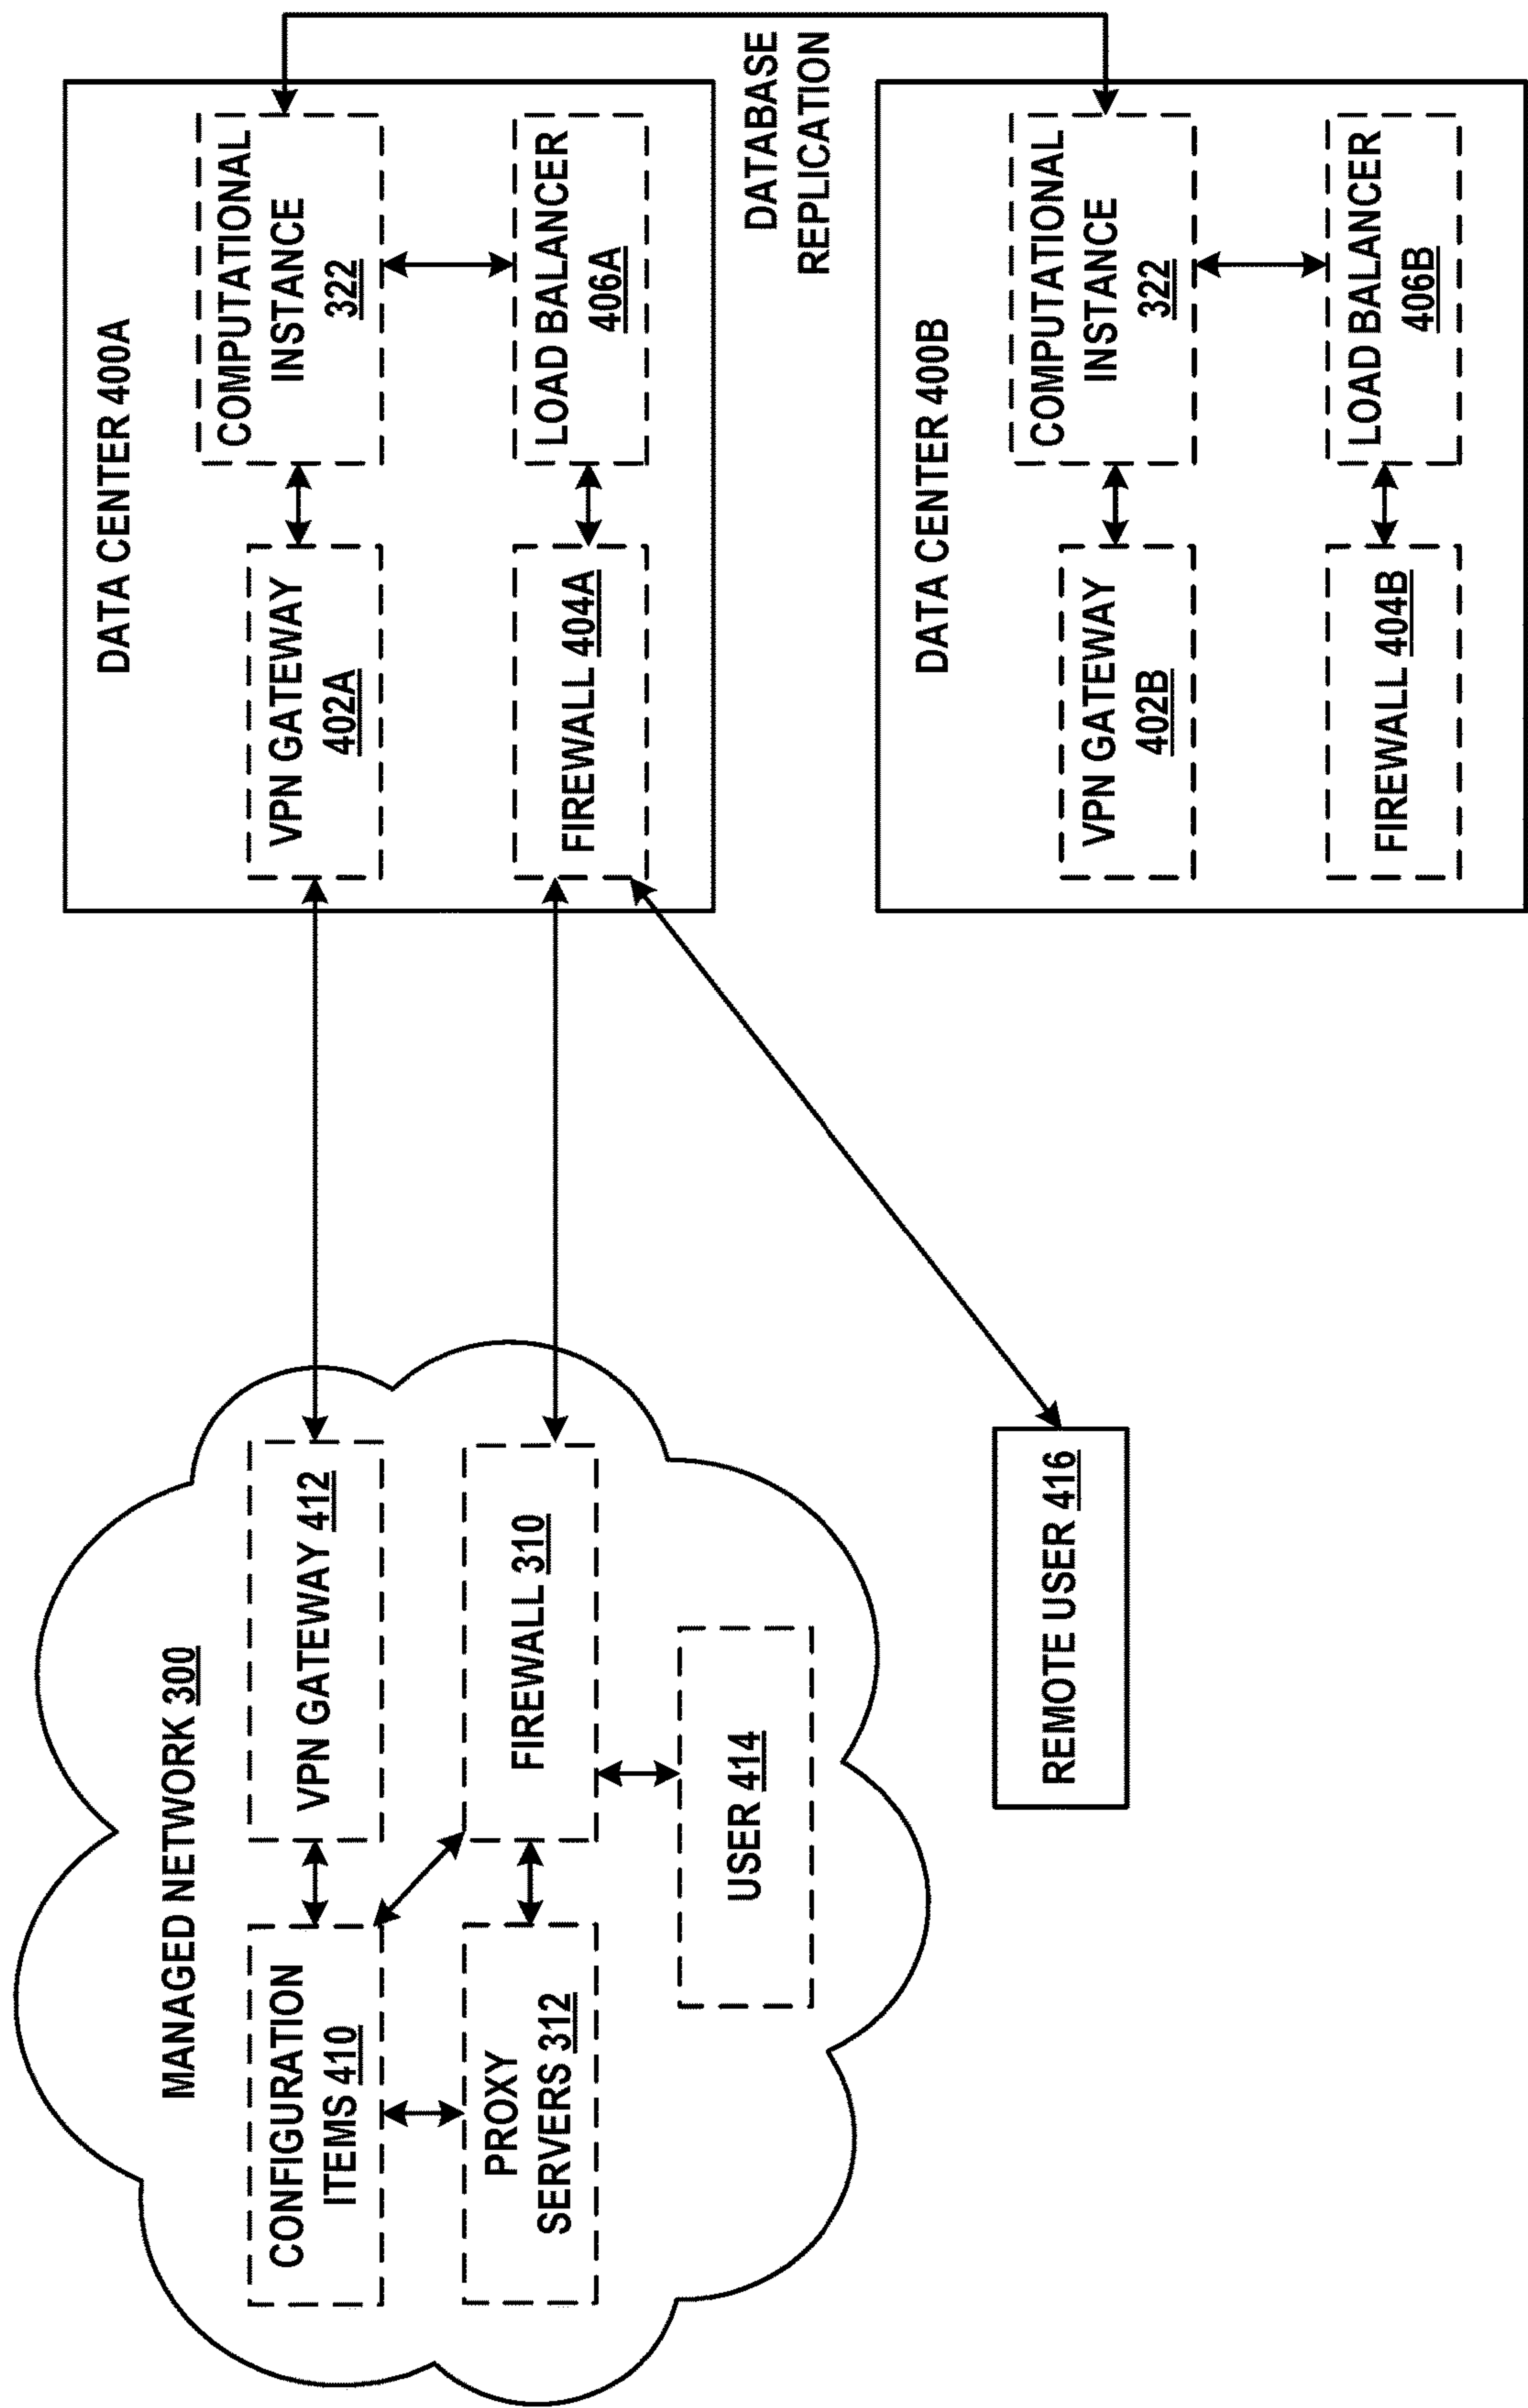 MANAGED NETWORK 300
CONFIGURATION
ITEMS 410
VPN GATEWAY 412
PROXY
SERVERS 312
FIREWALL 310
USER 414
REMOTE USER 416
DATA CENTER 400A
VPN GATEWAY
402A
COMPUTATIONAL
INSTANCE
322
FIREWALL 404A
LOAD BALANCER
406A
DATABASE
REPLICATION
DATA CENTER 400B
VPN GATEWAY
402B
COMPUTATIONAL
INSTANCE
322
FIREWALL 404B
LOAD BALANCER
406B